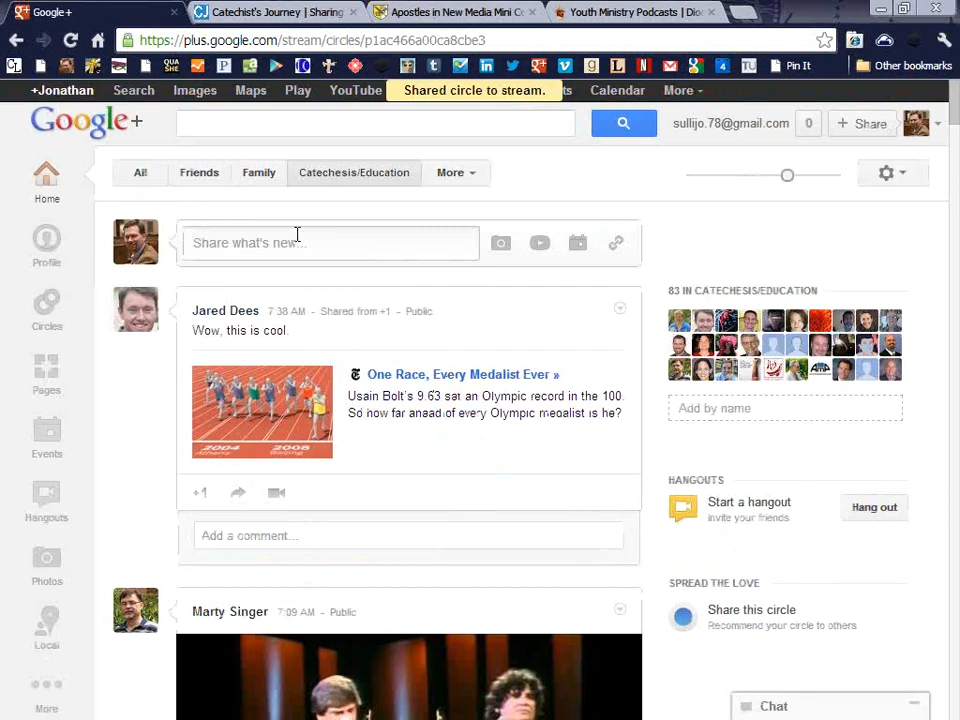 Google+
Catechist's Journey | Sharing
Apostles in New Media Mini Co
Youth Ministry Podcasts | Dio
https://plus.google.com/stream/circles/p1ac466a00ca8cbe3
Pin It
Other bookmarks
+Jonathan Search Images Maps Play YouTube
Shared circle to stream.
Calendar More
Google+
sullijo.78@gmail.com 0 + Share
All Friends Family Catechesis/Education More
Home
Profile
Circles
Pages
Events
Hangouts
Photos
Local
More
Share what's new...
Jared Dees 7:38 AM - Shared from +1 - Public
Wow, this is cool.
One Race, Every Medalist Ever »
Usain Bolt's 9.63 set an Olympic record in the 100.
So how far ahead of every Olympic medalist is he?
2004 2008
Athens Beijing
+1
Add a comment...
Marty Singer 7:09 AM - Public
83 IN CATECHESIS/EDUCATION
Add by name
HANGOUTS
Start a hangout
invite your friends
Hang out
SPREAD THE LOVE
Share this circle
Recommend your circle to others
Chat